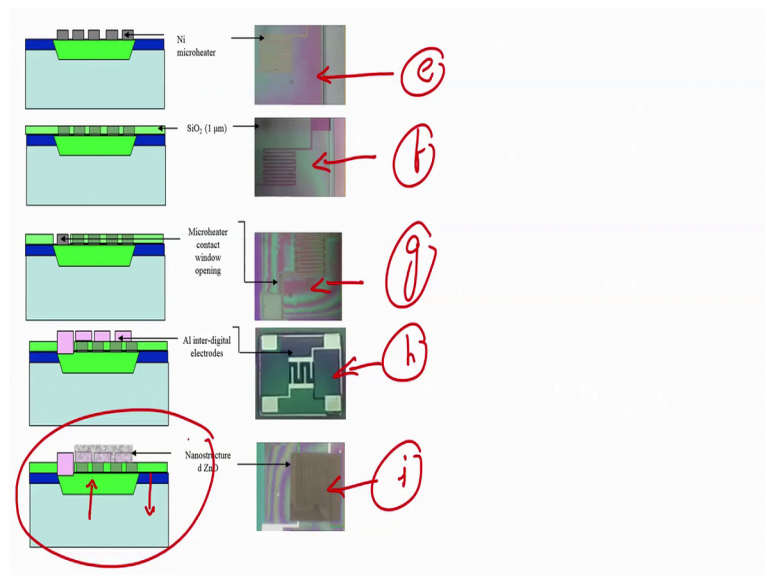 Ni
microheater
e
SiO₂ (1 μm)
f
Microheater
contact
window
opening
g
Al inter-digital
electrodes
h
Nanostructure
d ZnO
i